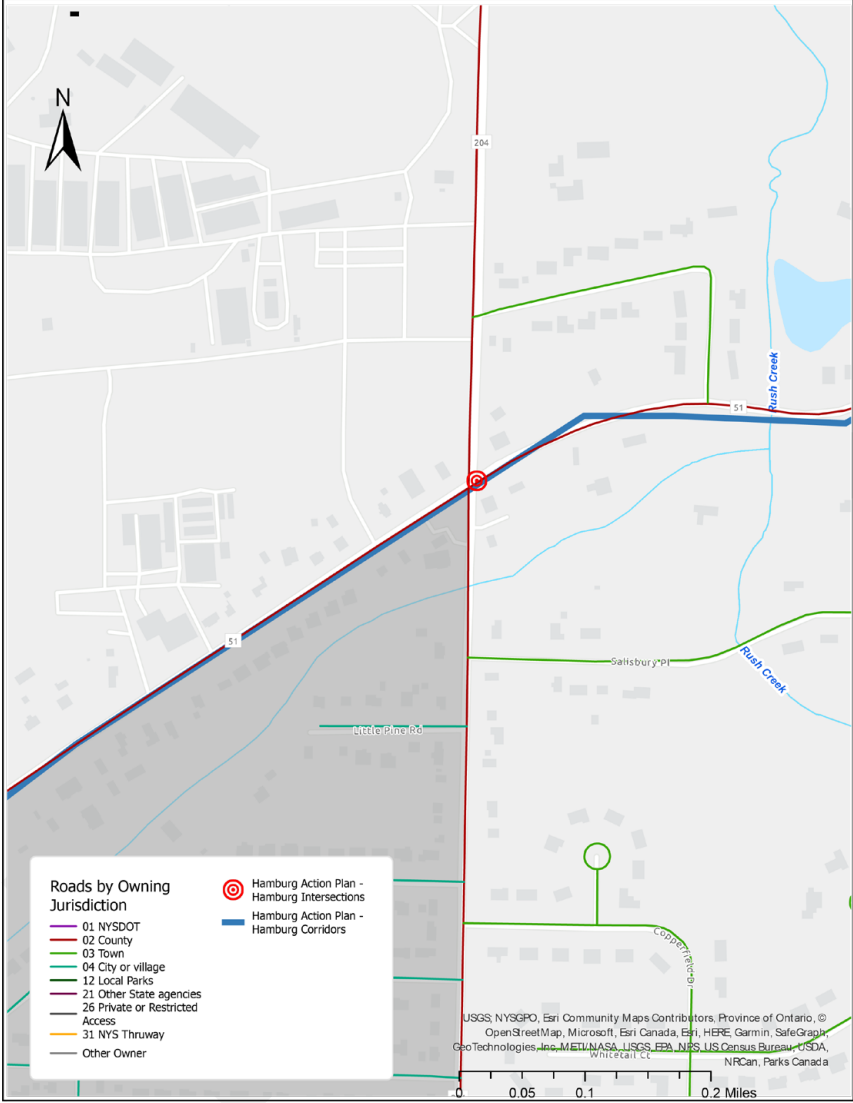 N
204
51
Rush Creek
51
Salisbury Pl
Rush Creek
Little Pine Rd
Copperfield Dr
Whitetail Ct
Roads by Owning
Jurisdiction
01 NYSDOT
02 County
03 Town
04 City or village
12 Local Parks
21 Other State agencies
26 Private or Restricted
Access
31 NYS Thruway
Other Owner
Hamburg Action Plan -
Hamburg Intersections
Hamburg Action Plan -
Hamburg Corridors
USGS, NYSGPO, Esri Community Maps Contributors, Province of Ontario, ©
OpenStreetMap, Microsoft, Esri Canada, Esri, HERE, Garmin, SafeGraph,
GeoTechnologies, Inc, METI/NASA, USGS, EPA, NPS, US Census Bureau, USDA,
NRCan, Parks Canada
0 0.05 0.1 0.2 Miles